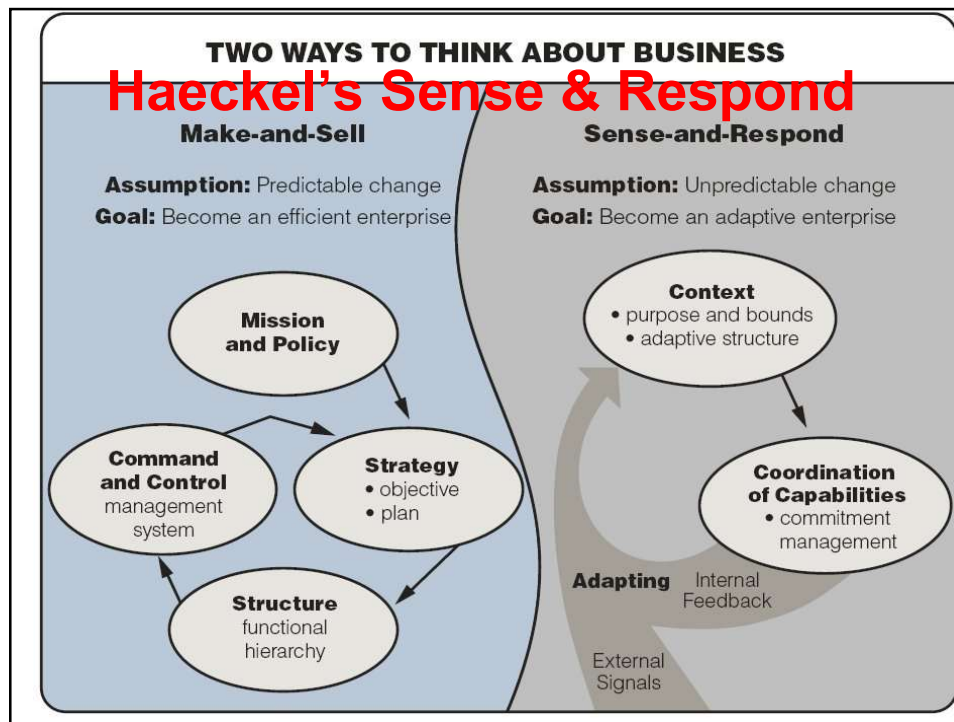 TWO WAYS TO THINK ABOUT BUSINESS
Haeckel’s Sense & Respond
Make-and-Sell
Assumption: Predictable change
Goal: Become an efficient enterprise
Mission
and Policy
Command
and Control
management
system
Strategy
• objective
• plan
Structure
functional
hierarchy
Sense-and-Respond
Assumption: Unpredictable change
Goal: Become an adaptive enterprise
Context
• purpose and bounds
• adaptive structure
Coordination
of Capabilities
• commitment
management
Adapting
Internal
Feedback
External
Signals